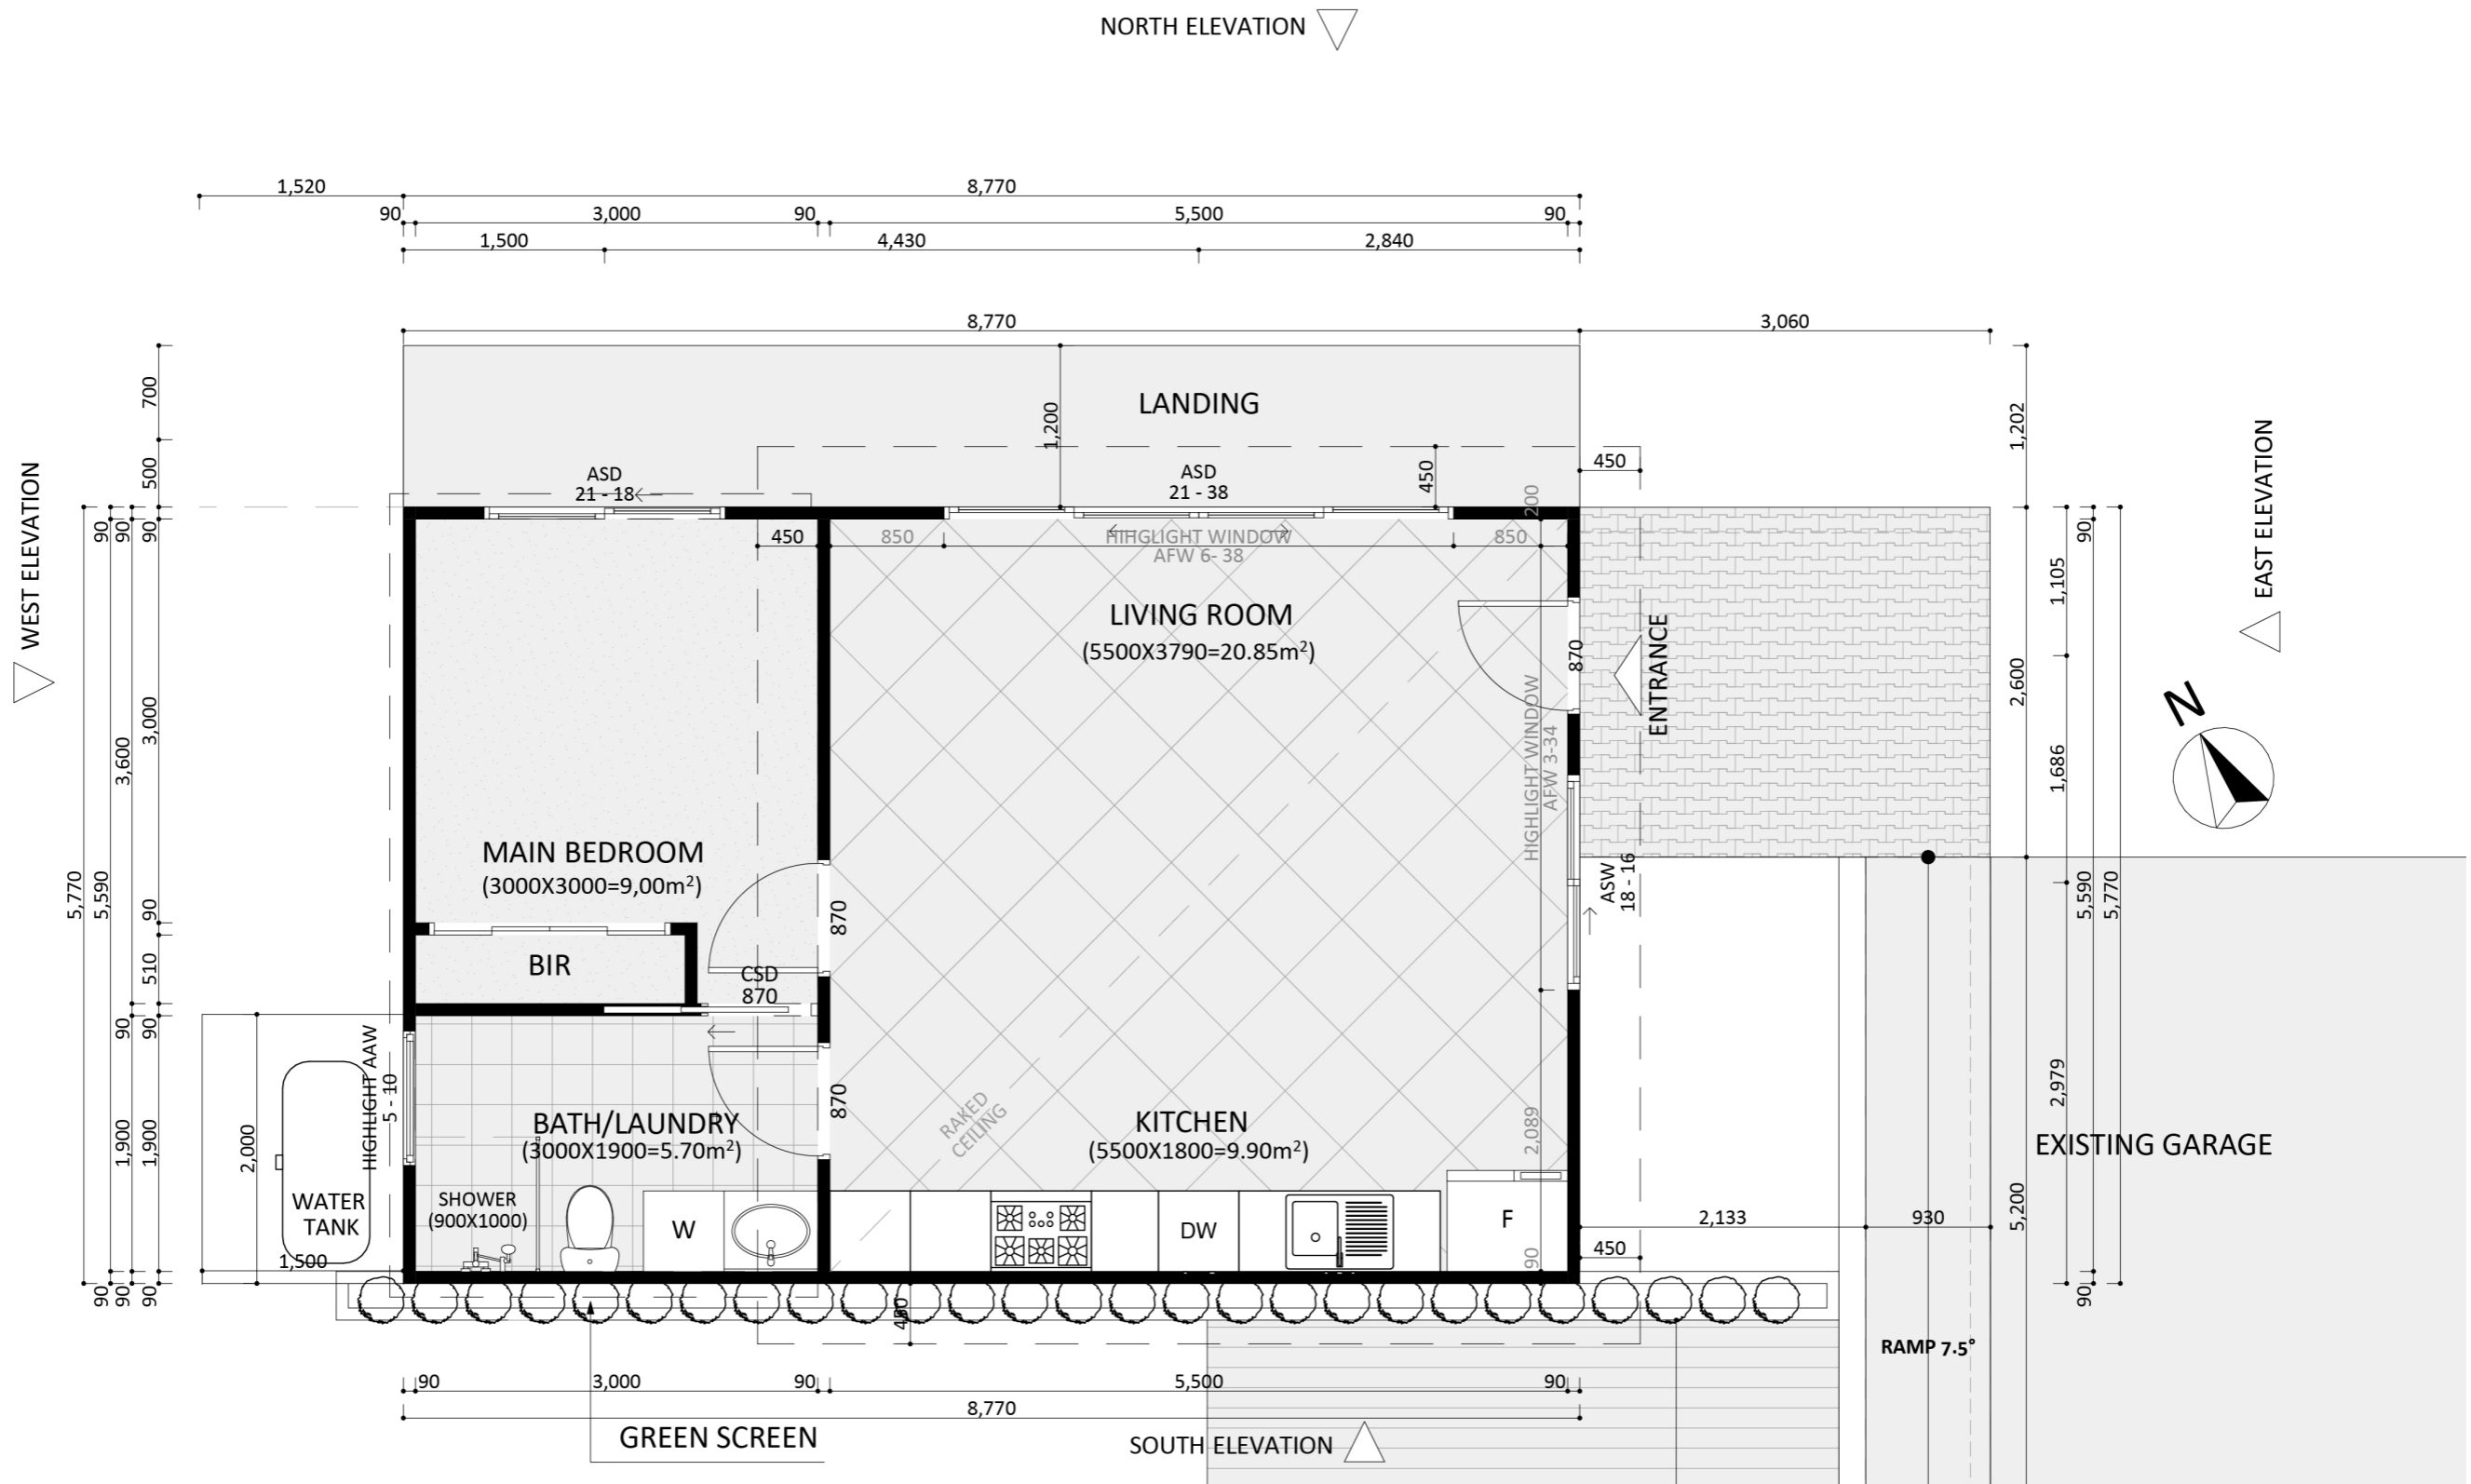 NORTH ELEVATION
1,520
8,770
90
3,000
90
5,500
90
1,500
4,430
2,840
8,770
3,060
LANDING
1,200
450
450
ASD
21 - 18
ASD
21 - 38
200
450
850
HIHGLIGHT WINDOW
AFW 6- 38
850
LIVING ROOM
(5500X3790=20.85m²)
870
ENTRANCE
HIGHLIGHT WINDOW
AFW 3-34
ASW
18 - 16
MAIN BEDROOM
(3000X3000=9,00m²)
870
BIR
CSD
870
870
BATH/LAUNDRY
(3000X1900=5.70m²)
SHOWER
(900X1000)
W
RAKED
CEILING
KITCHEN
(5500X1800=9.90m²)
DW
F
2,089
90
HIGHLIGHT AAW
5 - 10
WATER
TANK
2,000
1,500
WEST ELEVATION
700
500
90
90
90
3,000
3,600
5,770
5,590
90
510
90
90
1,900
1,900
90
90
90
EAST ELEVATION
N
1,202
90
1,105
2,600
1,686
5,590
5,770
2,979
5,200
90
EXISTING GARAGE
2,133
930
450
RAMP 7.5°
450
90
3,000
90
5,500
90
8,770
GREEN SCREEN
SOUTH ELEVATION